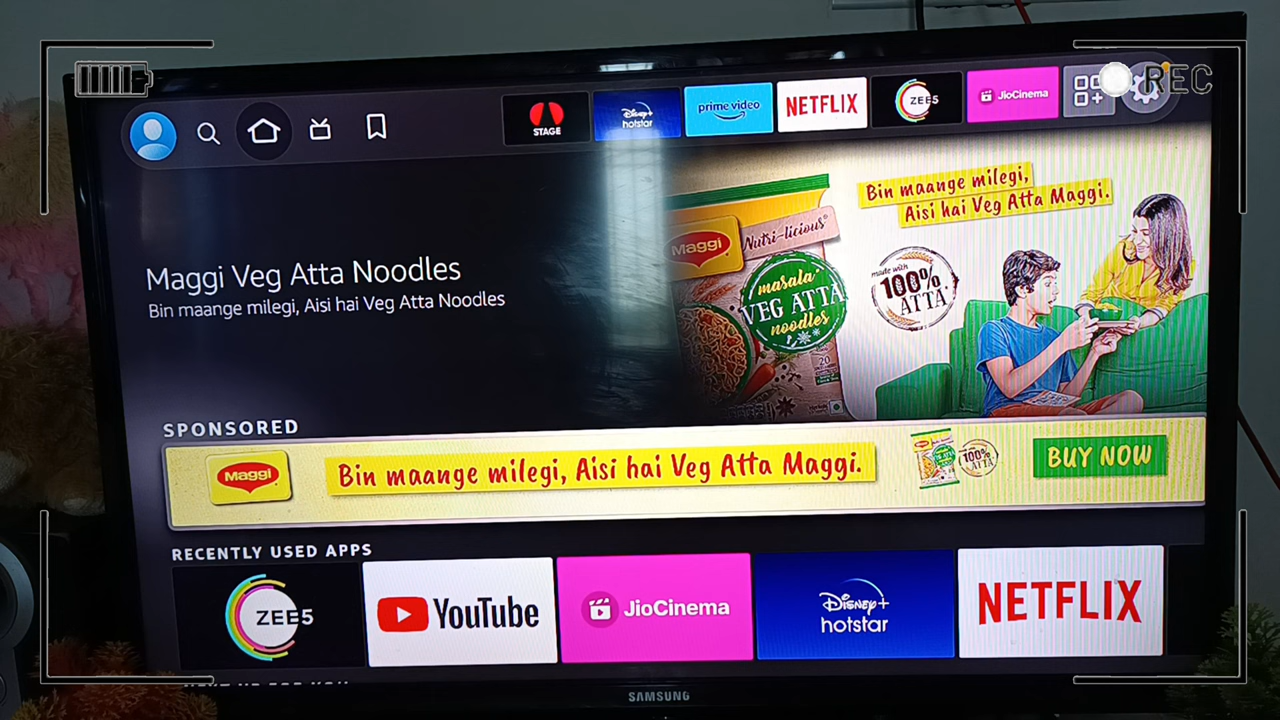 REC
STAGE
Disney+
hotstar
prime video
NETFLIX
ZEE5
JioCinema
Maggi Veg Atta Noodles
Bin maange milegi, Aisi hai Veg Atta Noodles
Bin maange milegi,
Aisi hai Veg Atta Maggi.
Maggi
Nutri-licious
masala
VEG ATTA
noodles
made with
100%
ATTA
SPONSORED
Maggi
Bin maange milegi, Aisi hai Veg Atta Maggi.
100%
ATTA
BUY NOW
RECENTLY USED APPS
ZEE5
YouTube
JioCinema
Disney+
hotstar
NETFLIX
SAMSUNG